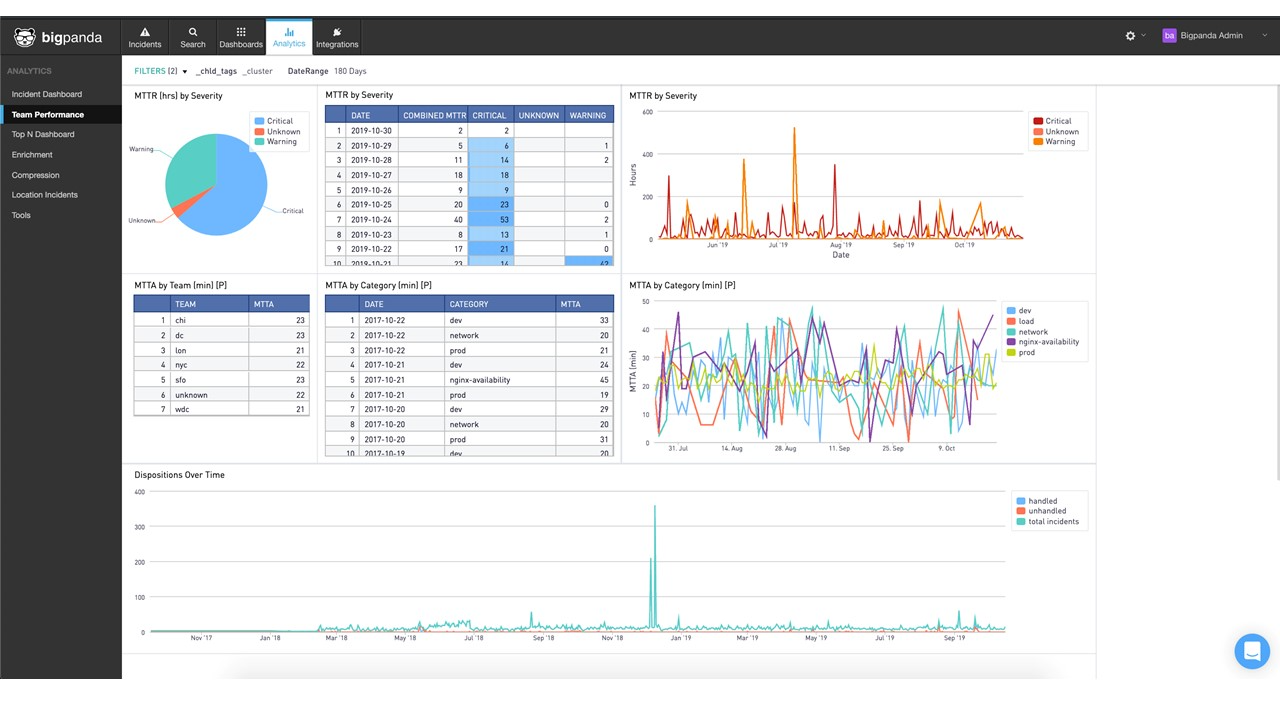 bigpanda
Incidents
Search
Dashboards
Analytics
Integrations
ba
Bigpanda Admin
ANALYTICS
Incident Dashboard
Team Performance
Top N Dashboard
Enrichment
Compression
Location Incidents
Tools
FILTERS (2) _chld_tags _cluster DateRange 180 Days
MTTR (hrs) by Severity
Critical
Unknown
Warning
Warning
Unknown
Critical
MTTR by Severity
DATE COMBINED MTTR CRITICAL UNKNOWN WARNING
1 2019-10-30 2 2
2 2019-10-29 5 6 1
3 2019-10-28 11 14 2
4 2019-10-27 18 18
5 2019-10-26 9 9
6 2019-10-25 20 23 0
7 2019-10-24 40 53 2
8 2019-10-23 8 13 1
9 2019-10-22 17 21 0
10 2019-10-21 23 14 42
MTTR by Severity
600
400
200
0
Hours
Jun '19 Jul '19 Aug '19 Sep '19 Oct '19
Date
Critical
Unknown
Warning
MTTA by Team (min) [P]
TEAM MTTA
1 chi 23
2 dc 23
3 lon 21
4 nyc 22
5 sfo 23
6 unknown 22
7 wdc 21
MTTA by Category (min) [P]
DATE CATEGORY MTTA
1 2017-10-22 dev 33
2 2017-10-22 network 20
3 2017-10-22 prod 21
4 2017-10-21 dev 24
5 2017-10-21 nginx-availability 45
6 2017-10-21 prod 19
7 2017-10-20 dev 29
8 2017-10-20 network 20
9 2017-10-20 prod 31
10 2017-10-19 dev 20
MTTA by Category (min) [P]
50
40
30
20
10
0
MTTA (min)
31. Jul 14. Aug 28. Aug 11. Sep 25. Sep 9. Oct
dev
load
network
nginx-availability
prod
Dispositions Over Time
400
300
200
100
0
Nov '17 Jan '18 Mar '18 May '18 Jul '18 Sep '18 Nov '18 Jan '19 Mar '19 May '19 Jul '19 Sep '19
handled
unhandled
total incidents